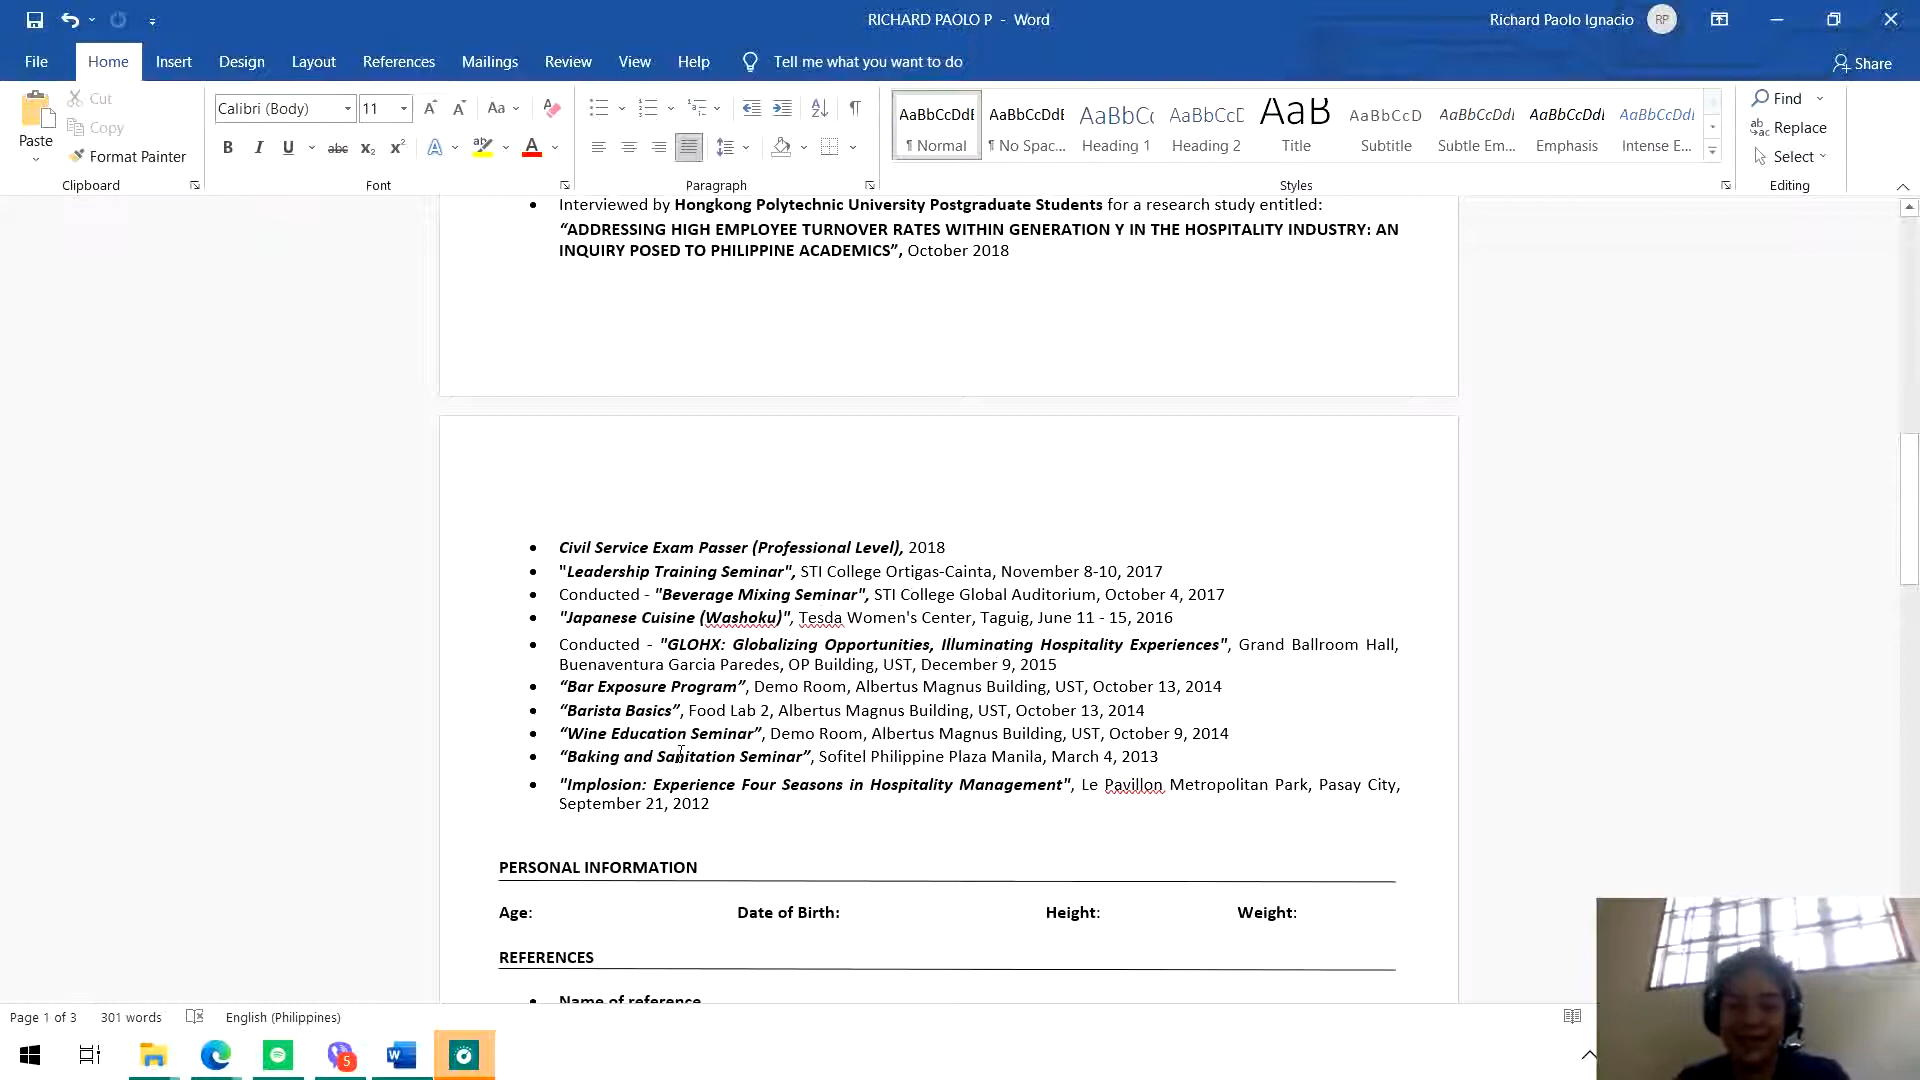 RICHARD PAOLO P - Word
Richard Paolo Ignacio
RP
File
Home
Insert
Design
Layout
References
Mailings
Review
View
Help
Tell me what you want to do
Share
Paste
Cut
Copy
Format Painter
Clipboard
Calibri (Body)
11
Aa
B I U abc X₂ X² A A
Font
Paragraph
AaBbCcDdE
¶ Normal
AaBbCcDdE
¶ No Spac...
AaBbCc
Heading 1
AaBbCcD
Heading 2
AaB
Title
AaBbCcD
Subtitle
AaBbCcDdI
Subtle Em...
AaBbCcDdI
Emphasis
AaBbCcDdI
Intense E...
Styles
Find
Replace
Select
Editing
• Interviewed by Hongkong Polytechnic University Postgraduate Students for a research study entitled:
“ADDRESSING HIGH EMPLOYEE TURNOVER RATES WITHIN GENERATION Y IN THE HOSPITALITY INDUSTRY: AN
INQUIRY POSED TO PHILIPPINE ACADEMICS”, October 2018
• Civil Service Exam Passer (Professional Level), 2018
• "Leadership Training Seminar", STI College Ortigas-Cainta, November 8-10, 2017
• Conducted - "Beverage Mixing Seminar", STI College Global Auditorium, October 4, 2017
• "Japanese Cuisine (Washoku)", Tesda Women's Center, Taguig, June 11 - 15, 2016
• Conducted - "GLOHX: Globalizing Opportunities, Illuminating Hospitality Experiences", Grand Ballroom Hall,
Buenaventura Garcia Paredes, OP Building, UST, December 9, 2015
• “Bar Exposure Program”, Demo Room, Albertus Magnus Building, UST, October 13, 2014
• “Barista Basics”, Food Lab 2, Albertus Magnus Building, UST, October 13, 2014
• “Wine Education Seminar”, Demo Room, Albertus Magnus Building, UST, October 9, 2014
• “Baking and Sanitation Seminar”, Sofitel Philippine Plaza Manila, March 4, 2013
• "Implosion: Experience Four Seasons in Hospitality Management", Le Pavillon Metropolitan Park, Pasay City,
September 21, 2012
PERSONAL INFORMATION
Age: Date of Birth: Height: Weight:
REFERENCES
• Name of reference
Page 1 of 3 301 words English (Philippines)
5
W